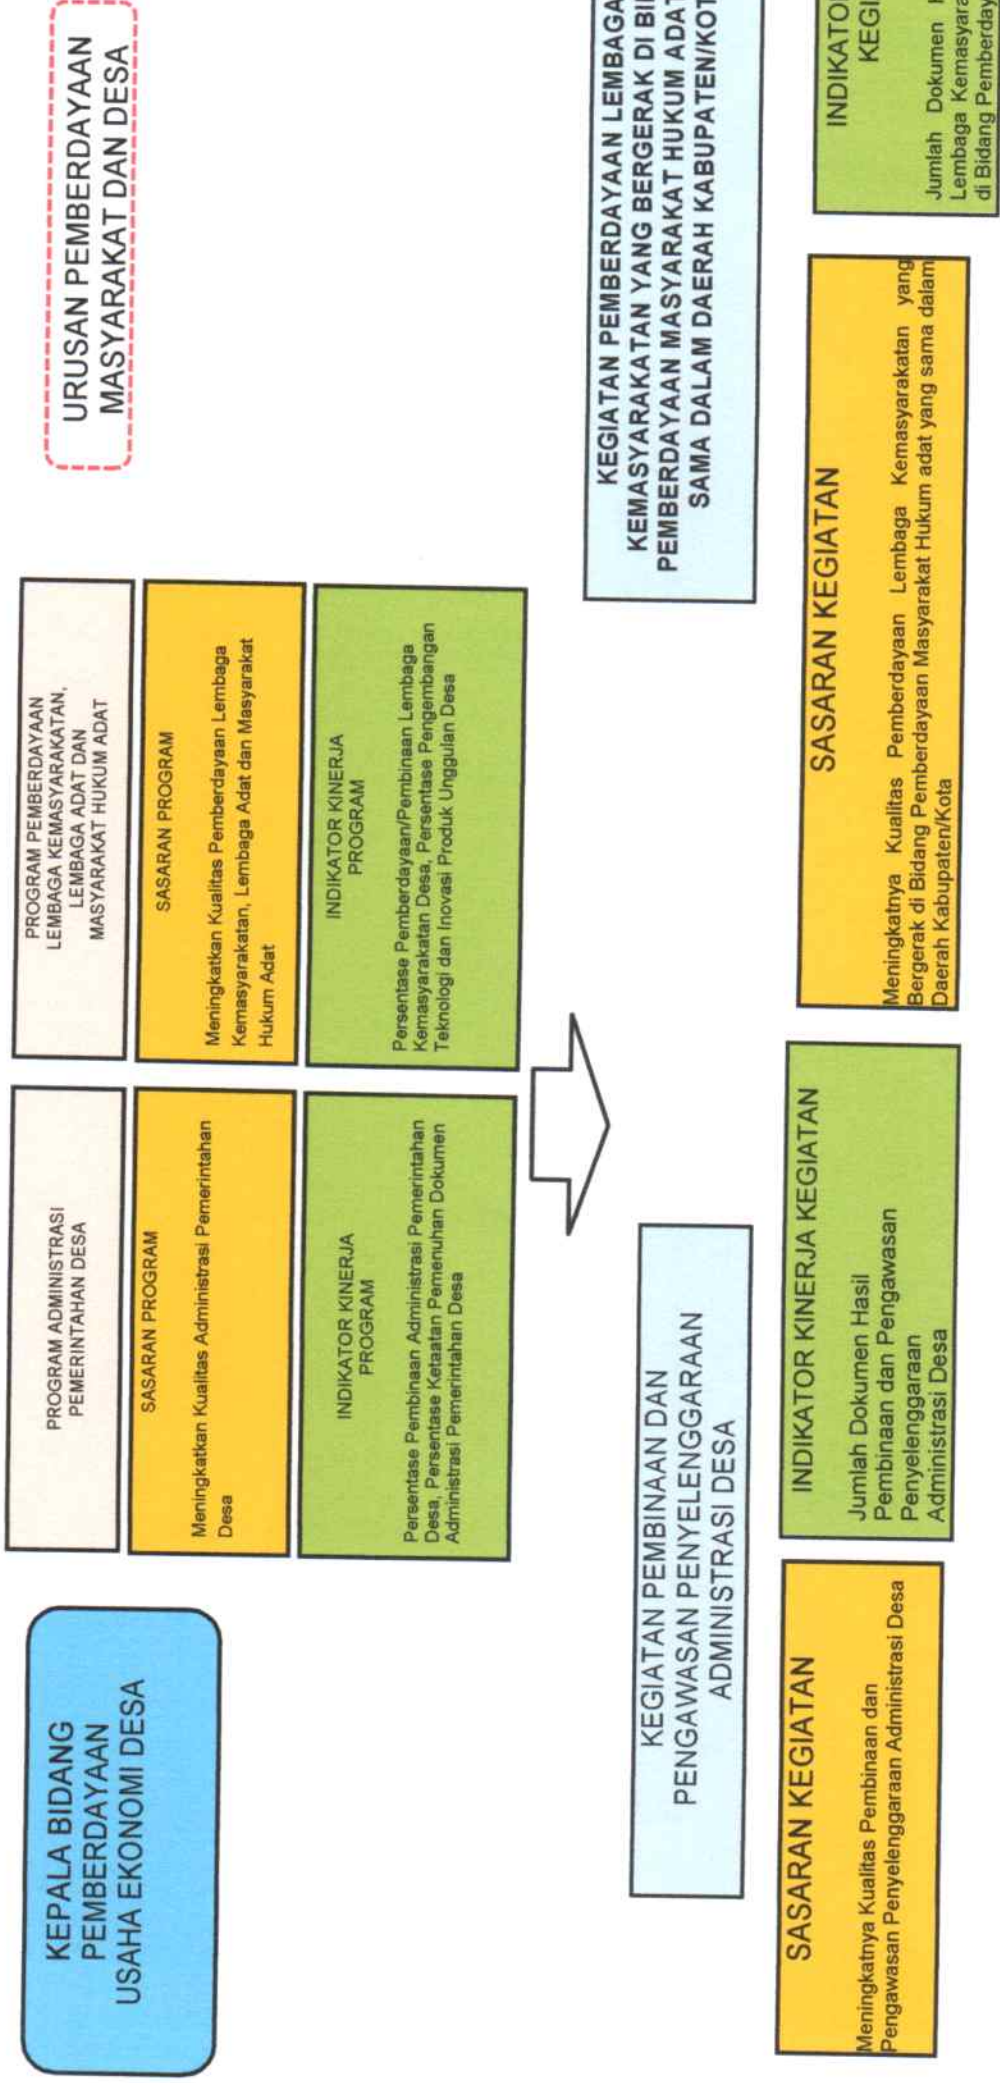 KEPALA BIDANG
PEMBERDAYAAN
USAHA EKONOMI DESA
PROGRAM ADMINISTRASI
PEMERINTAHAN DESA
SASARAN PROGRAM
Meningkatkan Kualitas Administrasi Pemerintahan
Desa
INDIKATOR KINERJA
PROGRAM
Persentase Pembinaan Administrasi Pemerintahan
Desa, Persentase Ketaatan Pemenuhan Dokumen
Administrasi Pemerintahan Desa
PROGRAM PEMBERDAYAAN
LEMBAGA KEMASYARAKATAN,
LEMBAGA ADAT DAN
MASYARAKAT HUKUM ADAT
SASARAN PROGRAM
Meningkatkan Kualitas Pemberdayaan Lembaga
Kemasyarakatan, Lembaga Adat dan Masyarakat
Hukum Adat
INDIKATOR KINERJA
PROGRAM
Persentase Pemberdayaan/Pembinaan Lembaga
Kemasyarakatan Desa, Persentase Pengembangan
Teknologi dan Inovasi Produk Unggulan Desa
URUSAN PEMBERDAYAAN
MASYARAKAT DAN DESA
KEGIATAN PEMBINAAN DAN
PENGAWASAN PENYELENGGARAAN
ADMINISTRASI DESA
KEGIATAN PEMBERDAYAAN LEMBAGA
KEMASYARAKATAN YANG BERGERAK DI
PEMBERDAYAAN MASYARAKAT HUKUM ADAT
SAMA DALAM DAERAH KABUPATEN/KOT
SASARAN KEGIATAN
Meningkatnya Kualitas Pembinaan dan
Pengawasan Penyelenggaraan Administrasi Desa
INDIKATOR KINERJA KEGIATAN
Jumlah Dokumen Hasil
Pembinaan dan Pengawasan
Penyelenggaraan
Administrasi Desa
SASARAN KEGIATAN
Meningkatnya Kualitas Pemberdayaan Lembaga Kemasyarakatan yang
Bergerak di Bidang Pemberdayaan Masyarakat Hukum adat yang sama dalam
Daerah Kabupaten/Kota
INDIKATO
KEGI
Jumlah Dokumen
Lembaga Kemasyara
di Bidang Pemberday